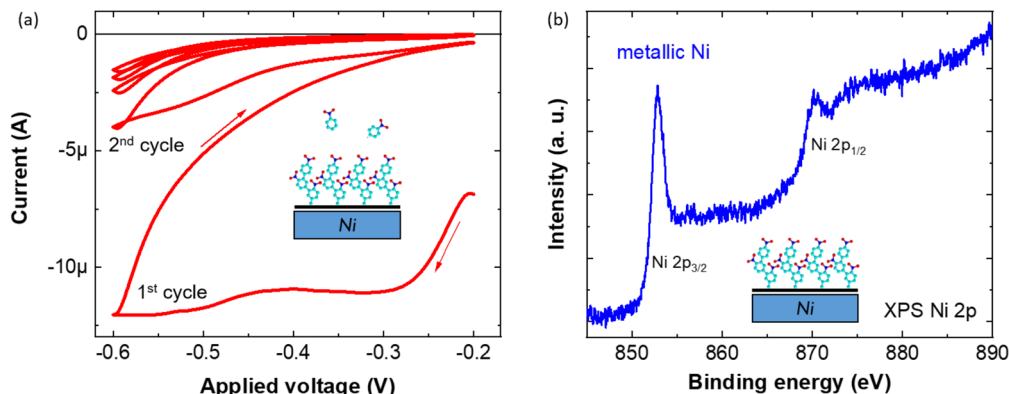 (a)
Current (A)
0
-5µ
-10µ
2nd cycle
1st cycle
Ni
-0.6 -0.5 -0.4 -0.3 -0.2
Applied voltage (V)
(b)
Intensity (a. u.)
metallic Ni
Ni 2p1/2
Ni 2p3/2
Ni
XPS Ni 2p
850 860 870 880 890
Binding energy (eV)